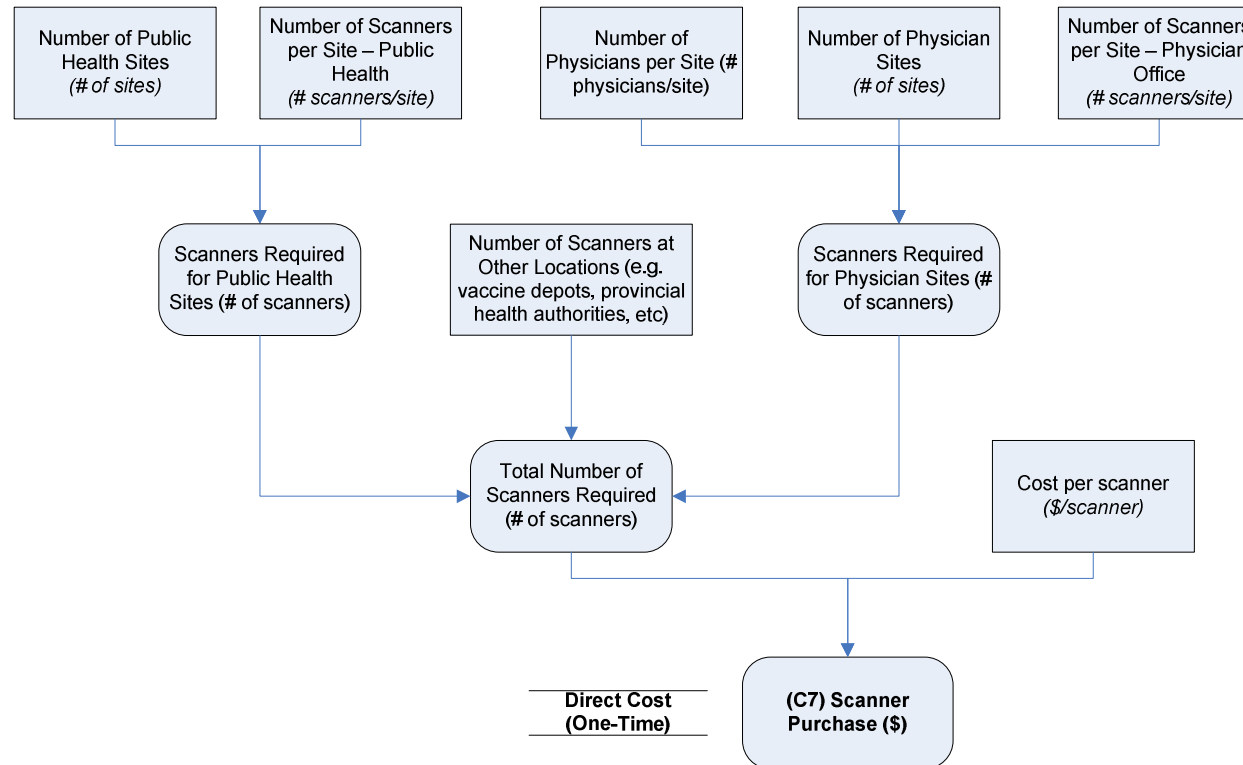 Number of Public
Health Sites
(# of sites)
Number of Scanners
per Site – Public
Health
(# scanners/site)
Number of
Physicians per Site (#
physicians/site)
Number of Physician
Sites
(# of sites)
Number of Scanners
per Site – Physician
Office
(# scanners/site)
Scanners Required
for Public Health
Sites (# of scanners)
Number of Scanners at
Other Locations (e.g.
vaccine depots, provincial
health authorities, etc)
Scanners Required
for Physician Sites (#
of scanners)
Total Number of
Scanners Required
(# of scanners)
Cost per scanner
($/scanner)
Direct Cost
(One-Time)
(C7) Scanner
Purchase ($)